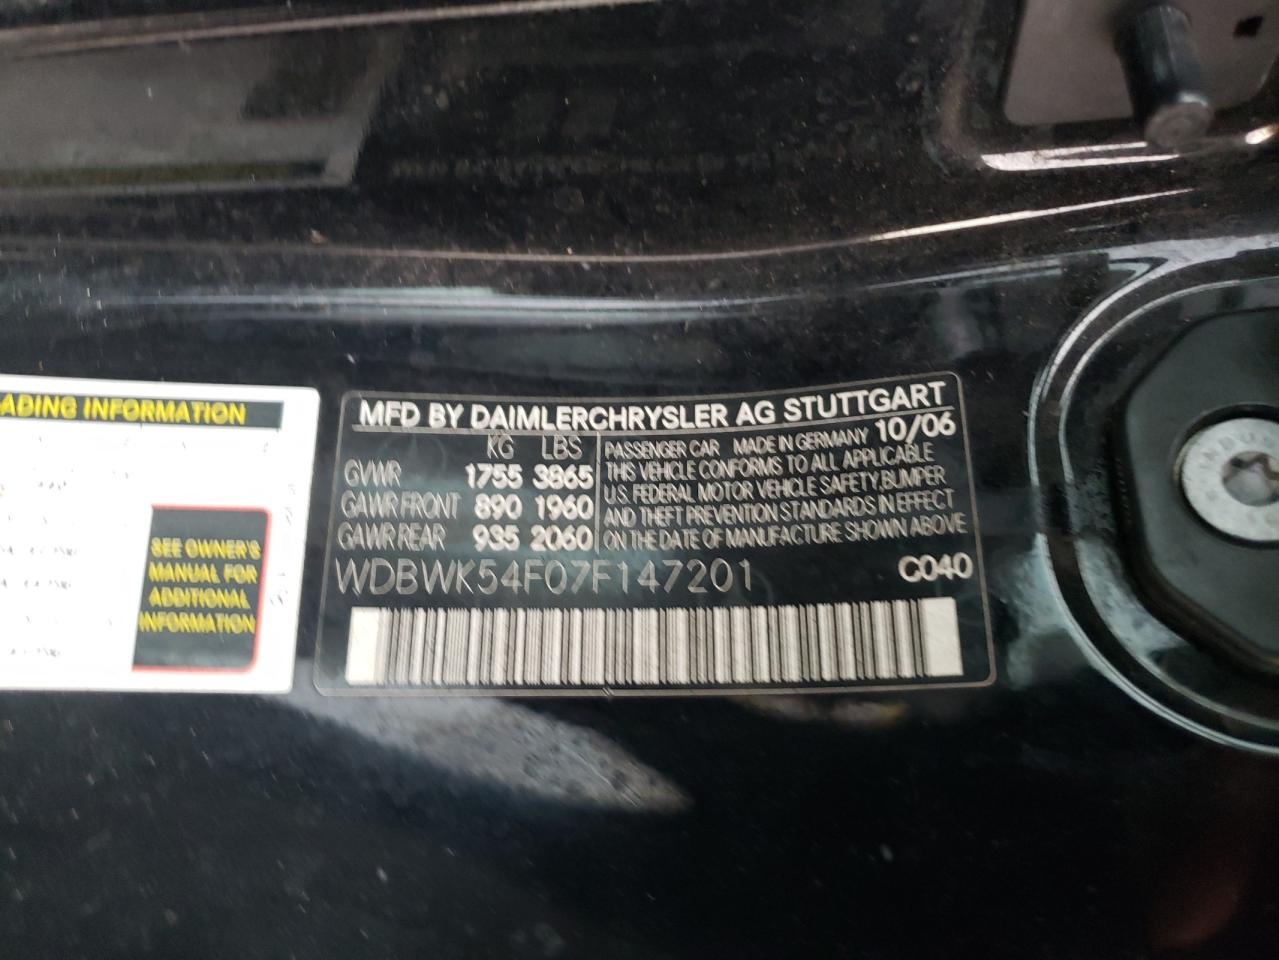 ADING INFORMATION
SEE OWNER'S
MANUAL FOR
ADDITIONAL
INFORMATION
MFD BY DAIMLERCHRYSLER AG STUTTGART
KG LBS
GVWR 1755 3865
GAWR FRONT 890 1960
GAWR REAR 935 2060
10/06
PASSENGER CAR MADE IN GERMANY
THIS VEHICLE CONFORMS TO ALL APPLICABLE
U.S. FEDERAL MOTOR VEHICLE SAFETY, BUMPER
AND THEFT PREVENTION STANDARDS IN EFFECT
ON THE DATE OF MANUFACTURE SHOWN ABOVE
WDBWK54F07F147201 C040